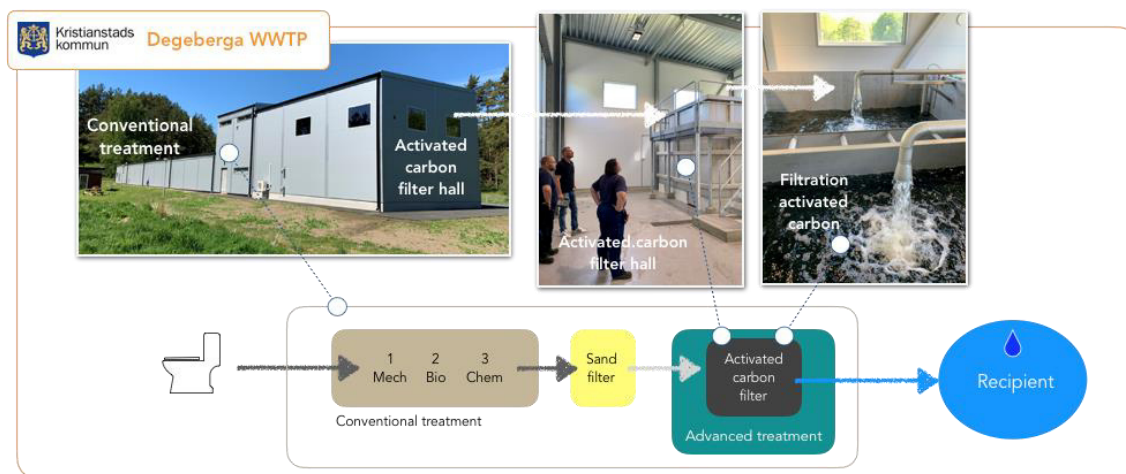 Kristianstads
kommun
Degeberga WWTP
Conventional
treatment
Activated
carbon
filter hall
Activated.carbon
filter hall
Filtration
activated
carbon
1 2 3
Mech Bio Chem
Conventional treatment
Sand
filter
Activated
carbon
filter
Advanced treatment
Recipient